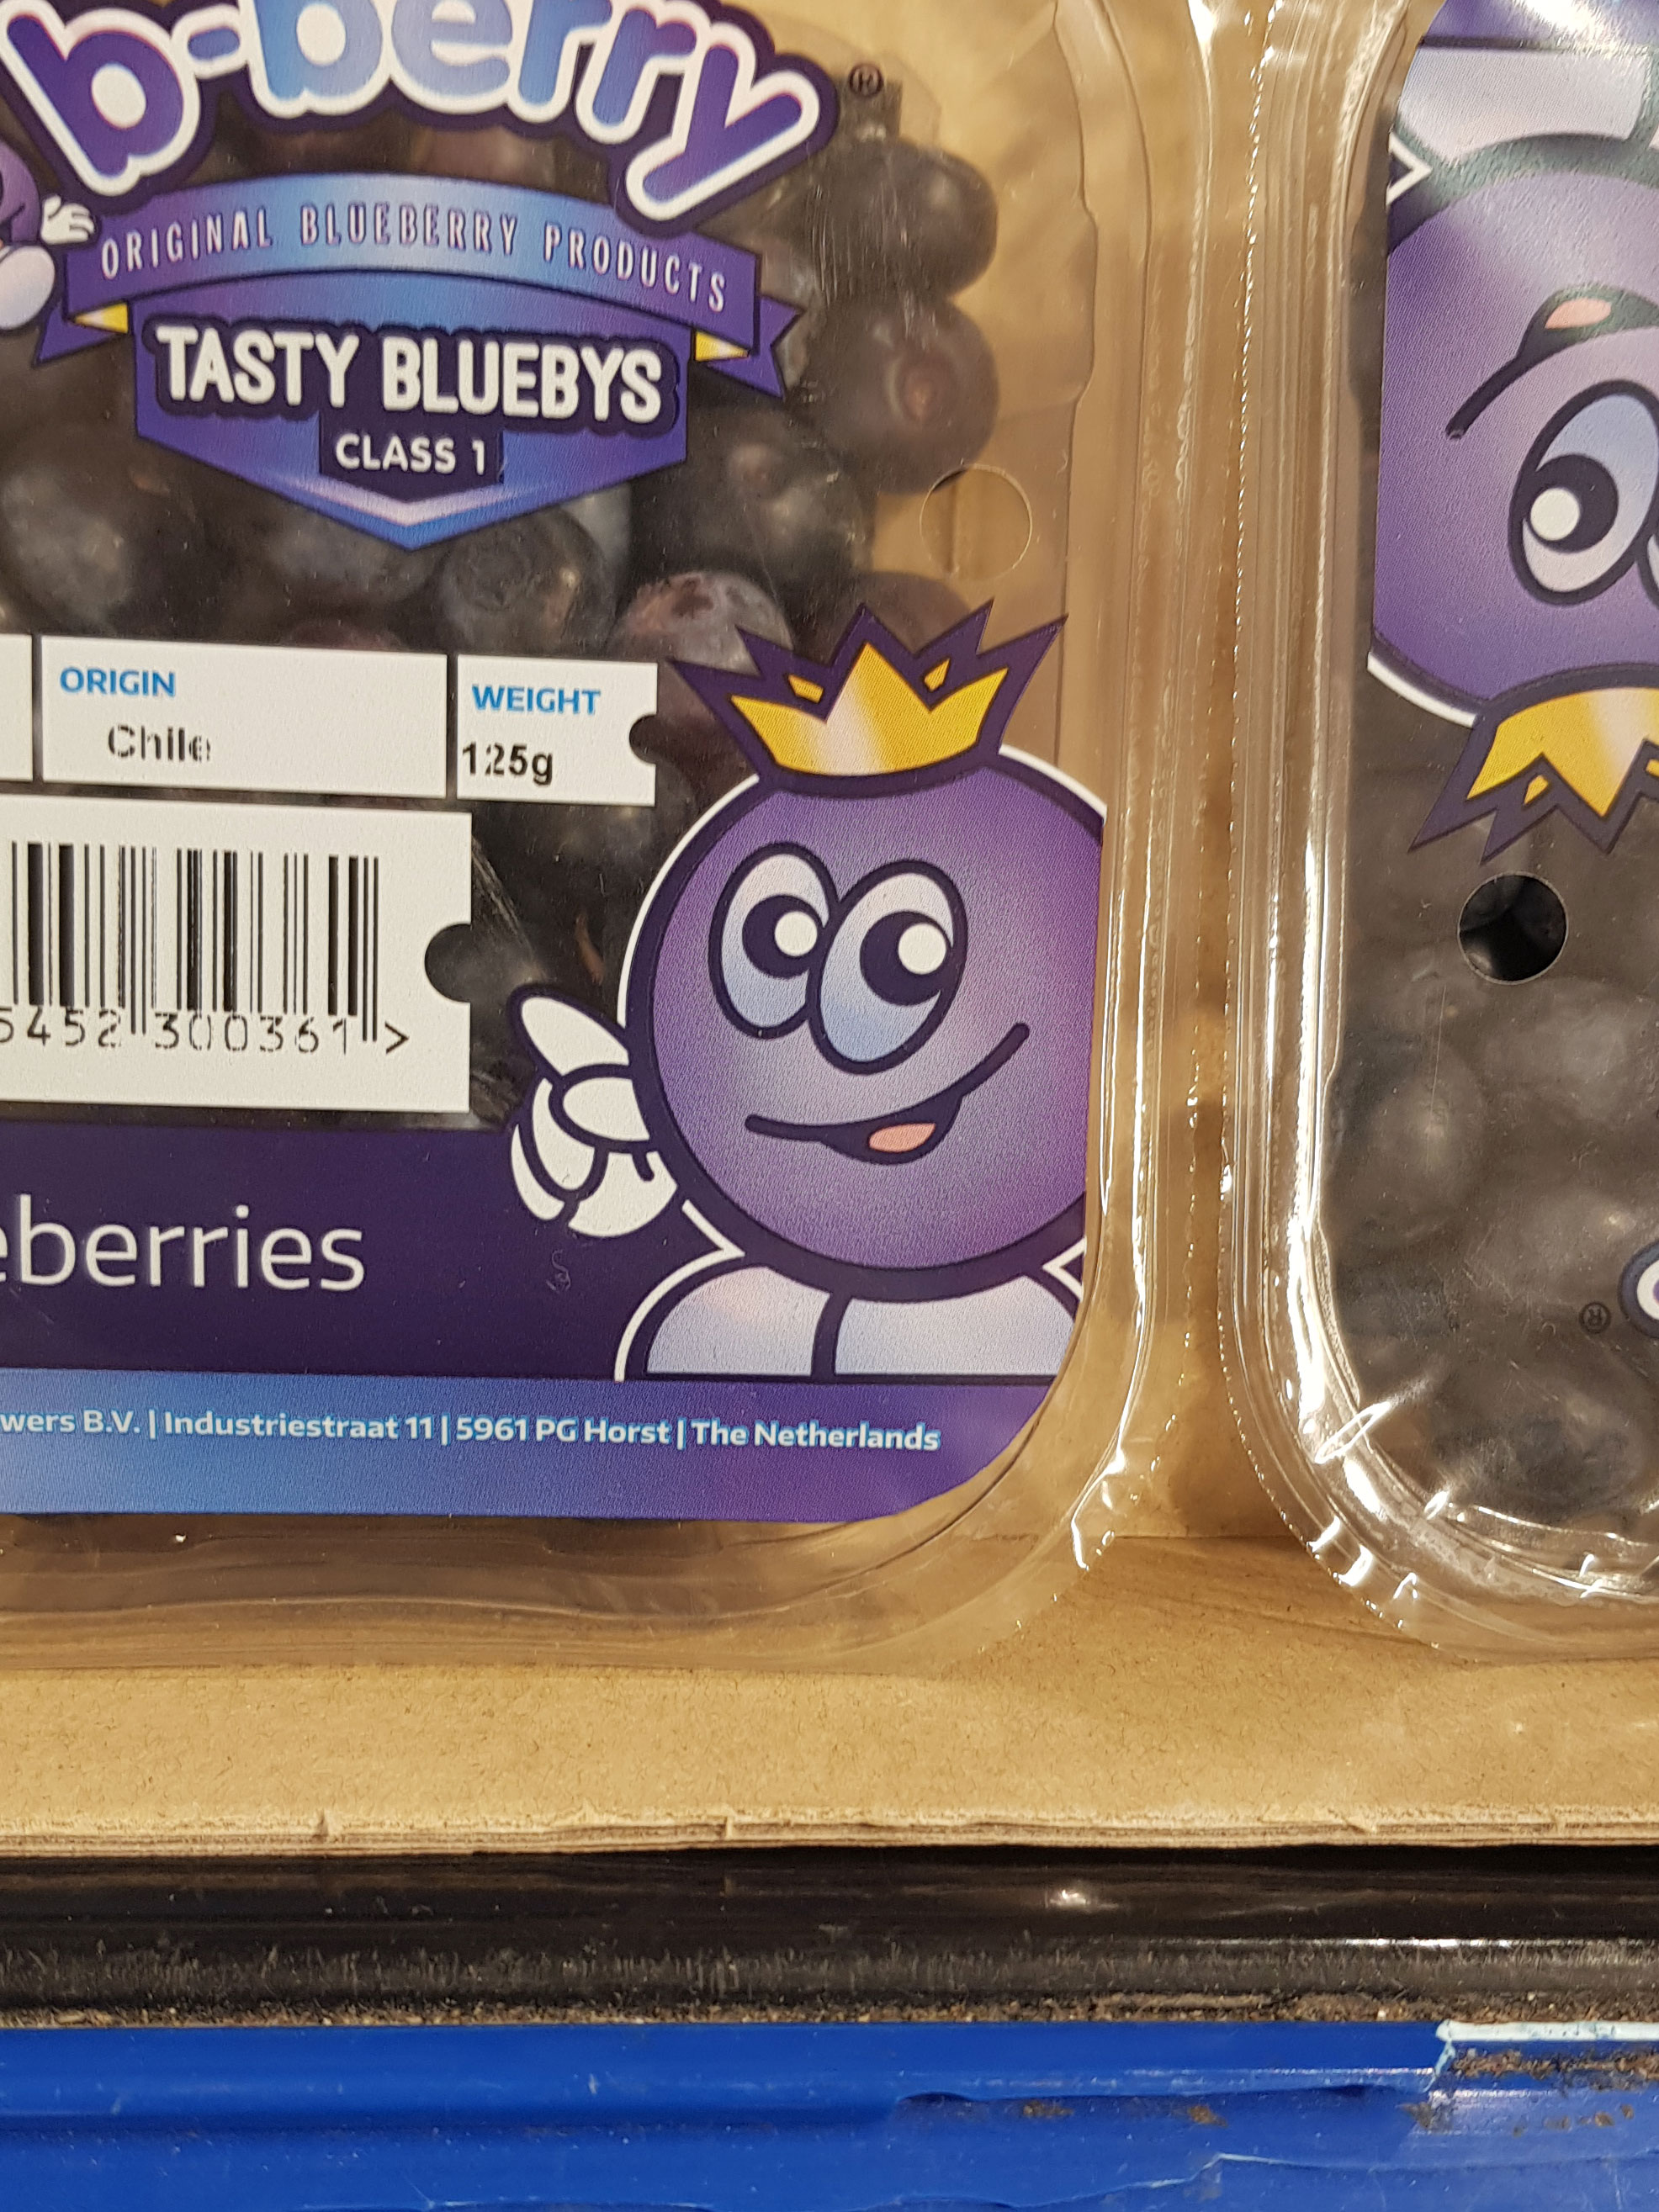 b-berry ®
ORIGINAL BLUEBERRY PRODUCTS
TASTY BLUEBYS
CLASS 1
ORIGIN
Chile
WEIGHT
125g
5452 300361 >
eberries
wers B.V. | Industriestraat 11 | 5961 PG Horst | The Netherlands
®